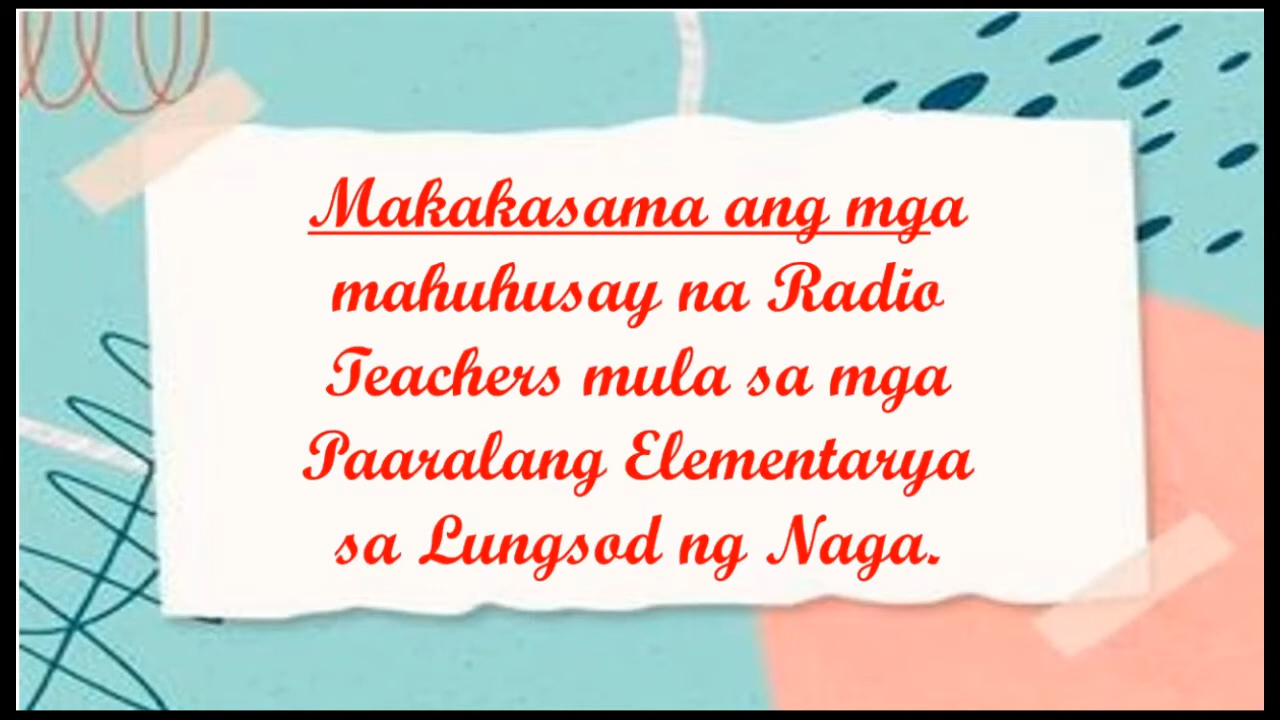 Makakasama ang mga
mahuhusay na Radio
Teachers mula sa mga
Paaralang Elementarya
sa Lungsod ng Naga.